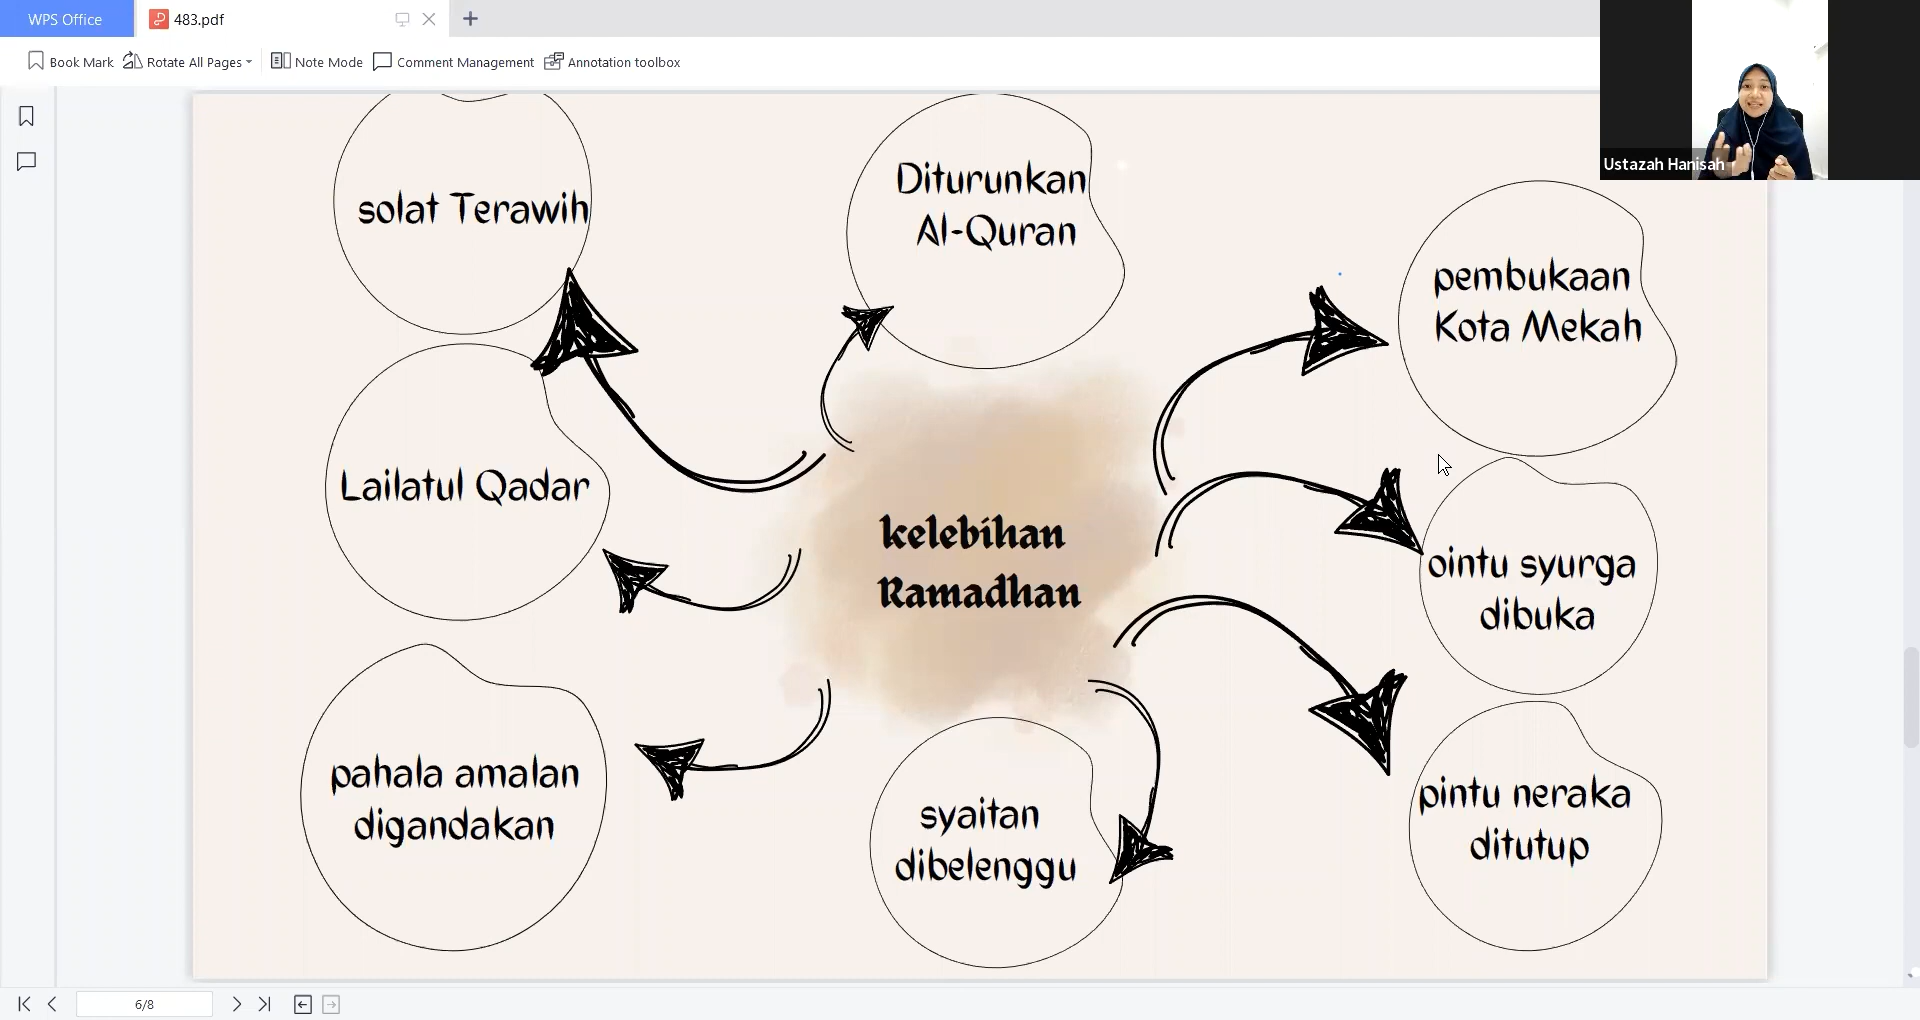 WPS Office
483.pdf
Book Mark
Rotate All Pages
Note Mode
Comment Management
Annotation toolbox
Ustazah Hanisah
solat Terawih
Diturunkan
Al-Quran
pembukaan
Kota Mekah
Lailatul Qadar
kelebihan
Ramadhan
ointu syurga
dibuka
pahala amalan
digandakan
syaitan
dibelenggu
pintu neraka
ditutup
6/8